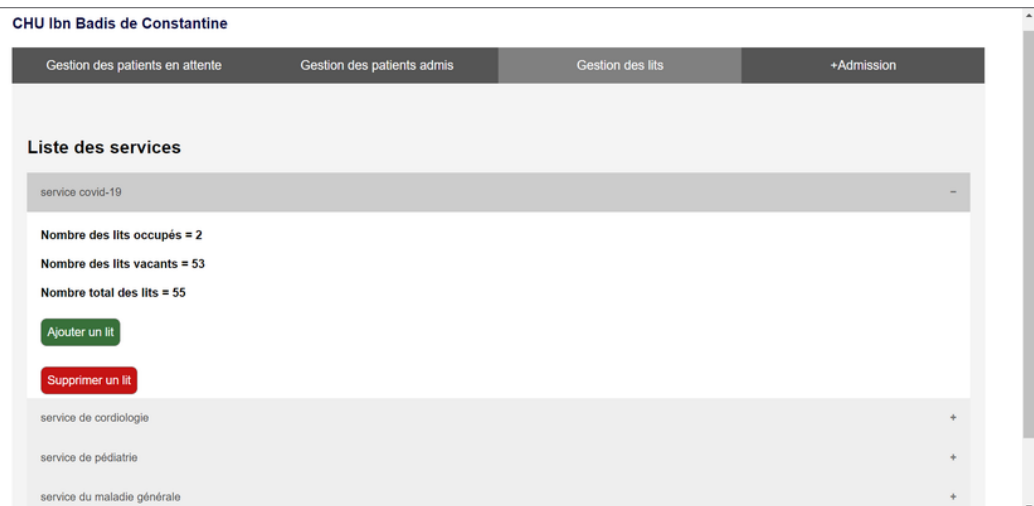 CHU Ibn Badis de Constantine
Gestion des patients en attente Gestion des patients admis Gestion des lits +Admission
Liste des services
service covid-19 −
Nombre des lits occupés = 2
Nombre des lits vacants = 53
Nombre total des lits = 55
Ajouter un lit
Supprimer un lit
service de cordiologie +
service de pédiatrie +
service du maladie générale +